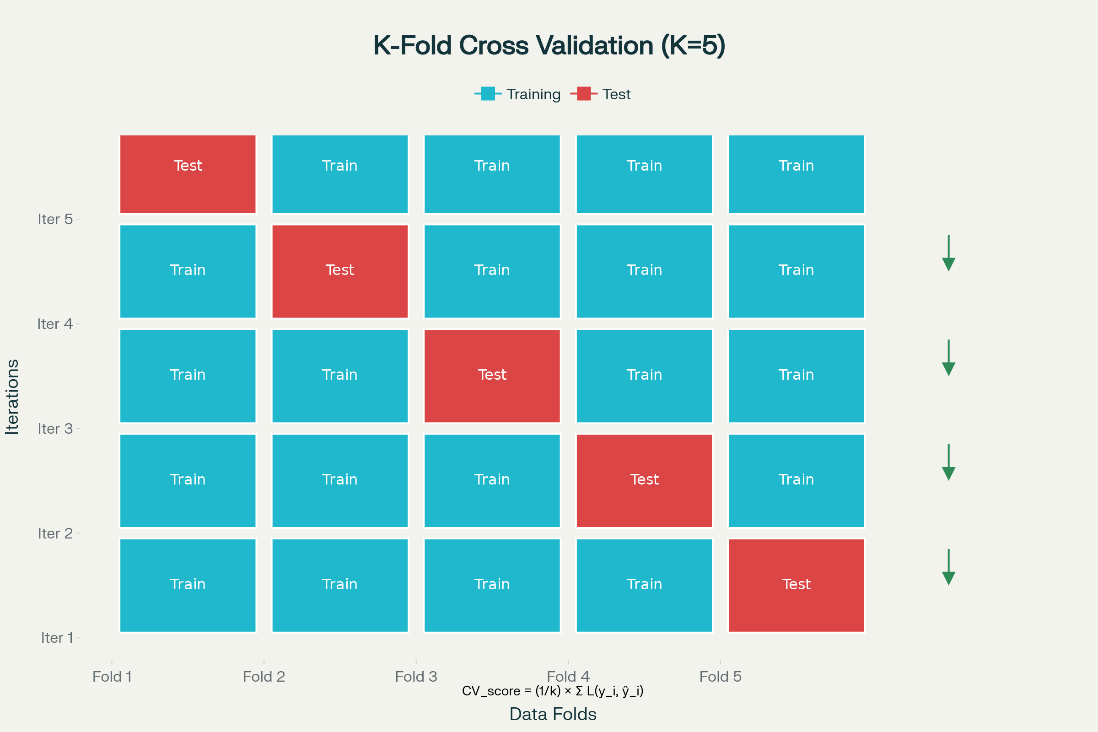 K-Fold Cross Validation (K=5)
Training Test
Test Train Train Train Train
Iter 5
Train Test Train Train Train
Iter 4
Train Train Test Train Train
Iterations
Iter 3
Train Train Train Test Train
Iter 2
Train Train Train Train Test
Iter 1
Fold 1 Fold 2 Fold 3 Fold 4 Fold 5
CV_score = (1/k) × Σ L(y_i, ŷ_i)
Data Folds